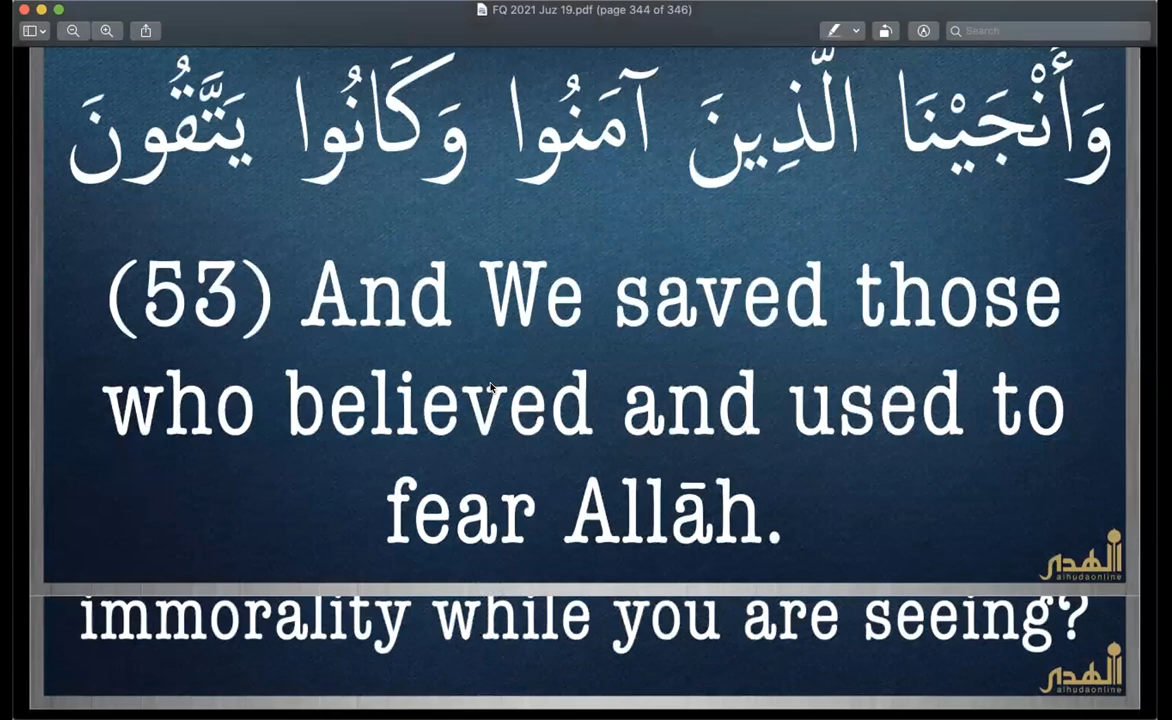 FQ 2021 Juz 19.pdf (page 344 of 346)
Search
وَأَنْجَيْنَا الَّذِينَ آمَنُوا وَكَانُوا يَتَّقُونَ
(53) And We saved those
who believed and used to
fear Allāh.
الهدى
alhudaonline
immorality while you are seeing?
الهدى
alhudaonline